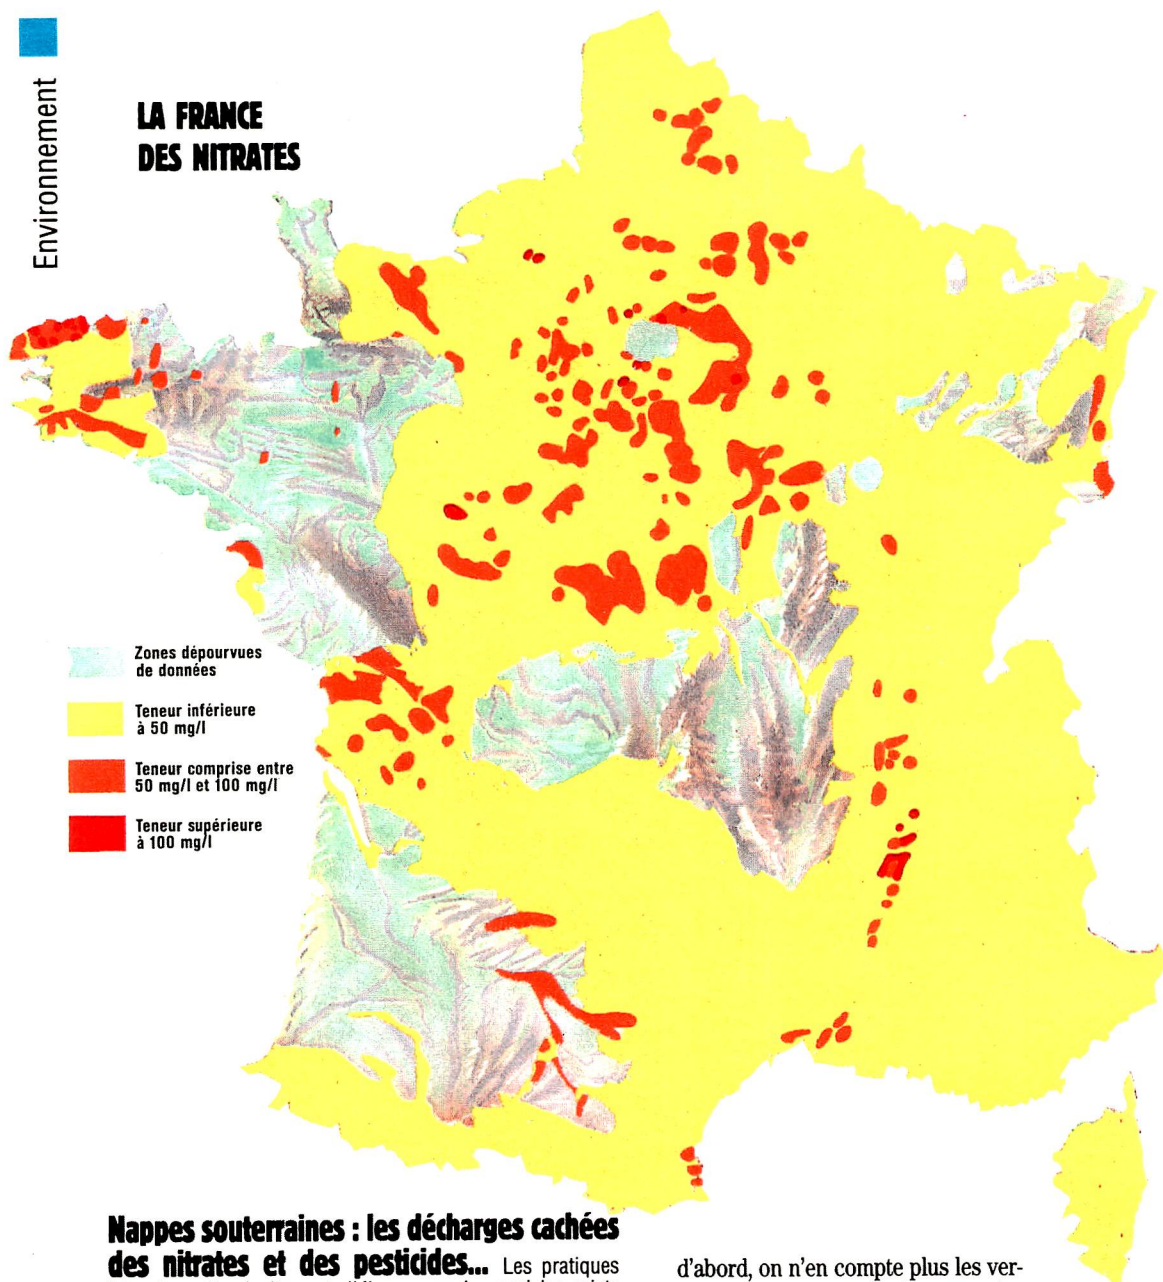 Environnement
LA FRANCE
DES NITRATES
Zones dépourvues
de données
Teneur inférieure
à 50 mg/l
Teneur comprise entre
50 mg/l et 100 mg/l
Teneur supérieure
à 100 mg/l
Nappes souterraines : les décharges cachées
des nitrates et des pesticides... Les pratiques
d'abord, on n'en compte plus les ver-